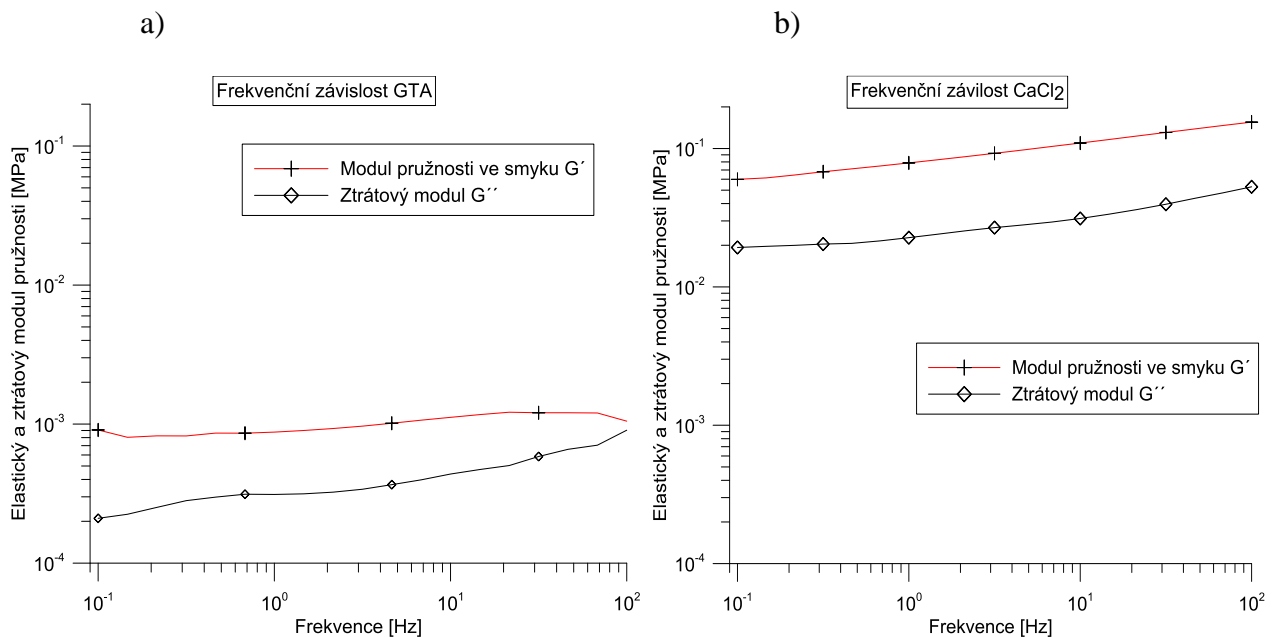 a)
Frekvenční závislost GTA
Modul pružnosti ve smyku G´
Ztrátový modul G´´
Elastický a ztrátový modul pružnosti [MPa]
10-1
10-2
10-3
10-4
10-1
100
101
102
Frekvence [Hz]
b)
Frekvenční závilost CaCl2
Modul pružnosti ve smyku G´
Ztrátový modul G´´
Elastický a ztrátový modul pružnosti [MPa]
10-1
10-2
10-3
10-4
10-1
100
101
102
Frekvence [Hz]